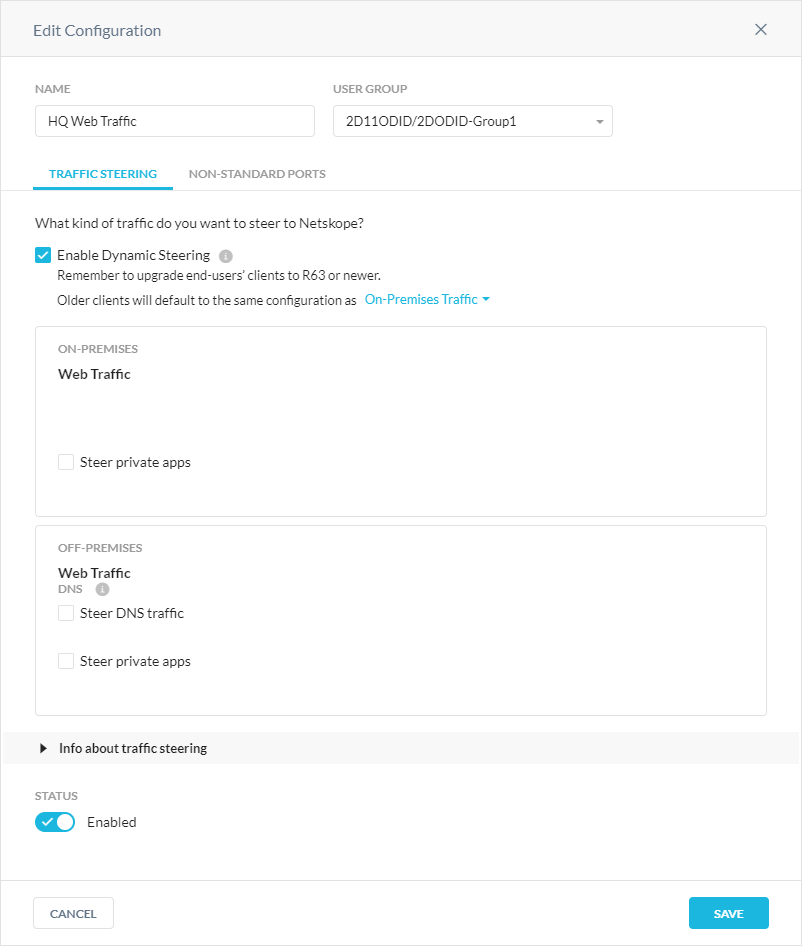 Edit Configuration
NAME
USER GROUP
HQ Web Traffic
2D11ODID/2DODID-Group1
TRAFFIC STEERING
NON-STANDARD PORTS
What kind of traffic do you want to steer to Netskope?
Enable Dynamic Steering
Remember to upgrade end-users’ clients to R63 or newer.
Older clients will default to the same configuration as On-Premises Traffic
ON-PREMISES
Web Traffic
Steer private apps
OFF-PREMISES
Web Traffic
DNS
Steer DNS traffic
Steer private apps
Info about traffic steering
STATUS
Enabled
CANCEL
SAVE